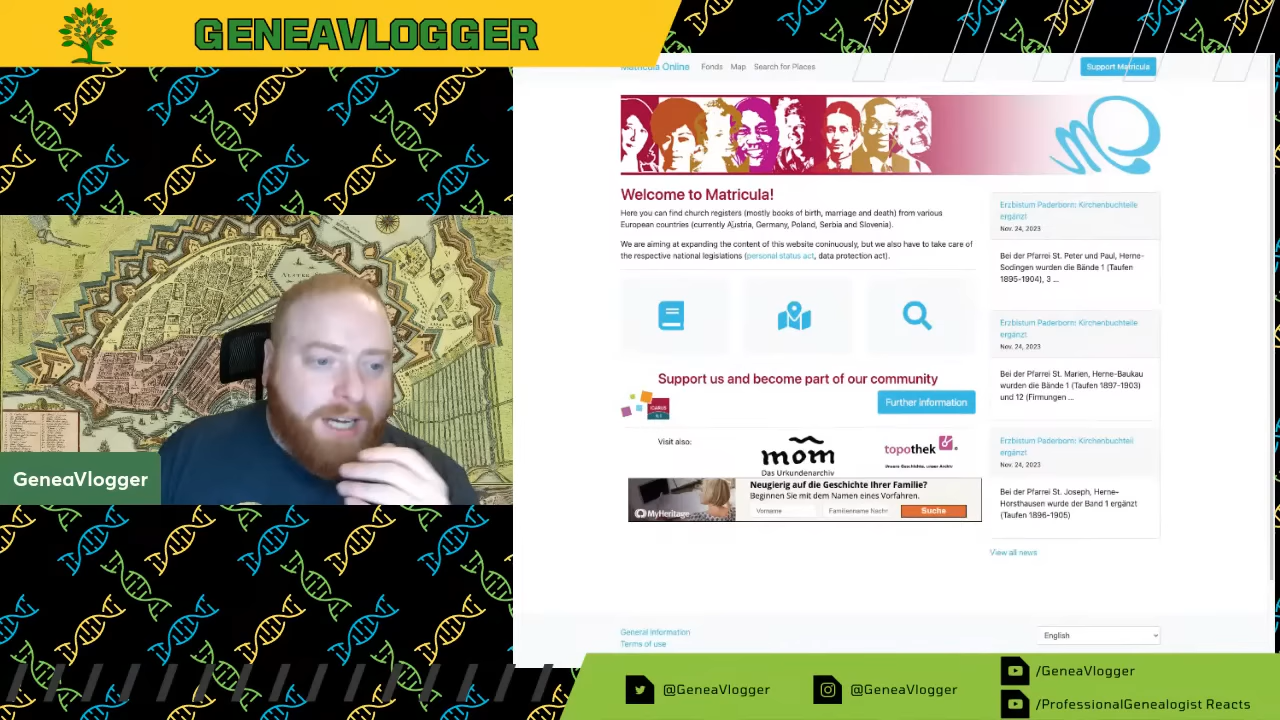 GENEAVLOGGER
GeneaVlogger
Matricula Online
Fonds
Map
Search for Places
Support Matricula
Welcome to Matricula!
Here you can find church registers (mostly books of birth, marriage and death) from various
European countries (currently Austria, Germany, Poland, Serbia and Slovenia).
We are aiming at expanding the content of this website coninuously, but we also have to take care of
the respective national legislations (personal status act, data protection act).
Support us and become part of our community
Further information
ICARUS
Visit also:
mom
Das Urkundenarchiv
topothek
Unsere Geschichte, unser Archiv
MyHeritage
Neugierig auf die Geschichte Ihrer Familie?
Beginnen Sie mit dem Namen eines Vorfahren.
Vorname
Familienname
Suche
Erzbistum Paderborn: Kirchenbuchteile
ergänzt
Nov. 24, 2023
Bei der Pfarrei St. Peter und Paul, Herne-
Sodingen wurden die Bände 1 (Taufen
1895-1904), 3 ...
Erzbistum Paderborn: Kirchenbuchteile
ergänzt
Nov. 24, 2023
Bei der Pfarrei St. Marien, Herne-Baukau
wurden die Bände 1 (Taufen 1897-1903)
und 12 (Firmungen ...
Erzbistum Paderborn: Kirchenbuchteil
ergänzt
Nov. 24, 2023
Bei der Pfarrei St. Joseph, Herne-
Horsthausen wurde der Band 1 ergänzt
(Taufen 1896-1905)
View all news
General information
Terms of use
English
@GeneaVlogger
@GeneaVlogger
/GeneaVlogger
/ProfessionalGenealogist Reacts